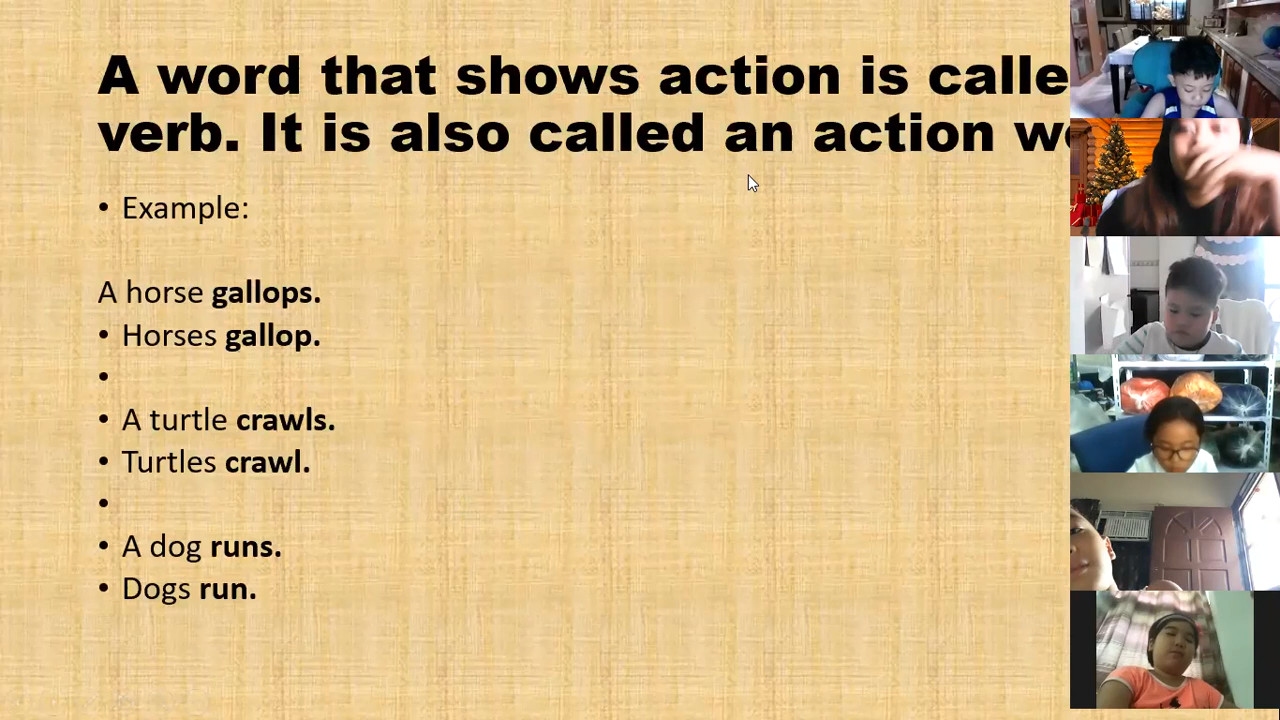 A word that shows action is calle
verb. It is also called an action w
• Example:
A horse gallops.
• Horses gallop.
•
• A turtle crawls.
• Turtles crawl.
•
• A dog runs.
• Dogs run.